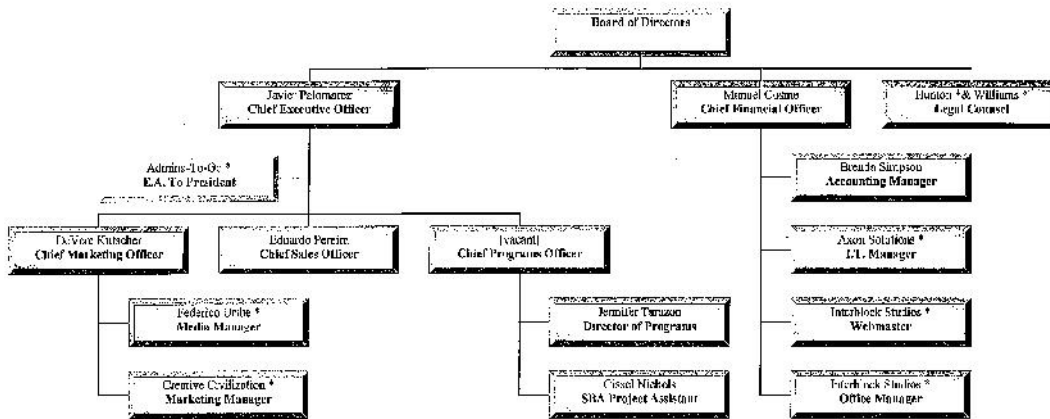 Board of Directors
Javier Palomarez
Chief Executive Officer
Manuel Cosme
Chief Financial Officer
Hunton & Williams *
Legal Counsel
Admins-To-Go *
E.A. To President
Brenda Simpson
Accounting Manager
DeVere Kutscher
Chief Marketing Officer
Eduardo Pereira
Chief Sales Officer
[vacant]
Chief Programs Officer
Axon Solutions *
I.T. Manager
Federico Uribe *
Media Manager
Jennifer Tarazon
Director of Programs
Interblock Studios *
Webmaster
Creative Civilization *
Marketing Manager
Nichols
SBA Project Assistant
Interblock Studios *
Office Manager